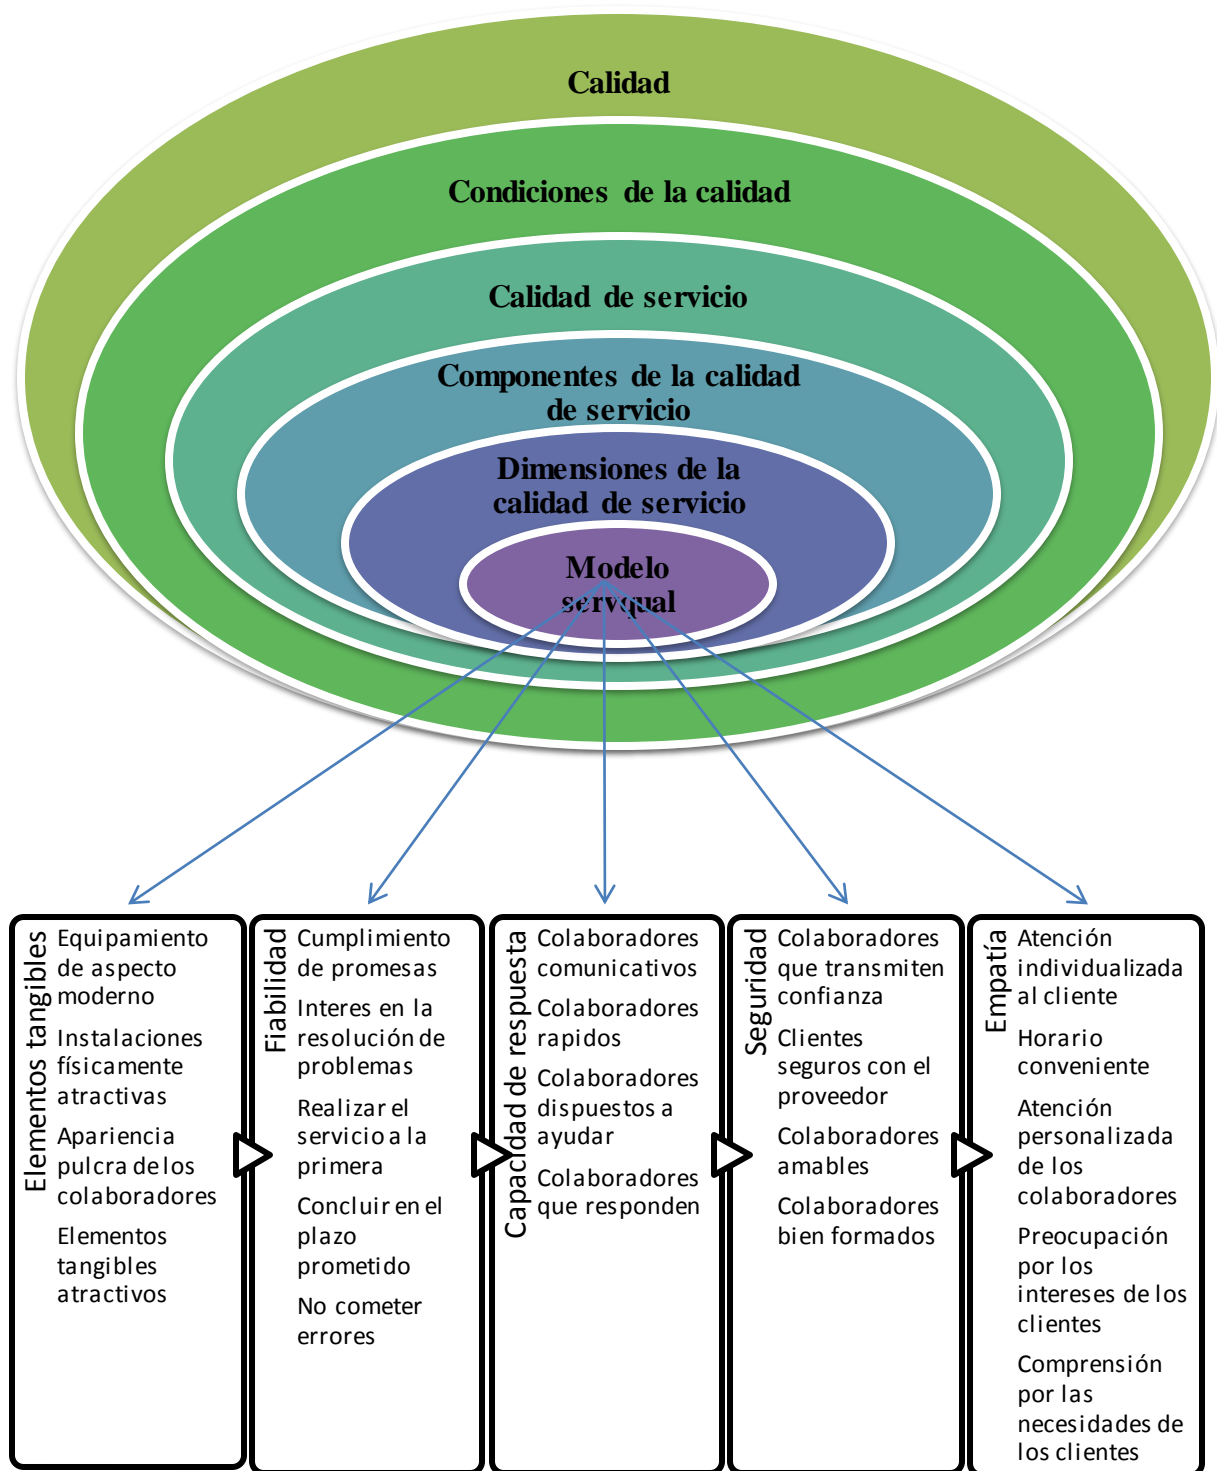 Calidad
Condiciones de la calidad
Calidad de servicio
Componentes de la calidad
de servicio
Dimensiones de la
calidad de servicio
Modelo
servqual
Elementos tangibles
Equipamiento
de aspecto
moderno
Instalaciones
físicamente
atractivas
Apariencia
pulcra de los
colaboradores
Elementos
tangibles
atractivos
Fiabilidad
Cumplimiento
de promesas
Interes en la
resolución de
problemas
Realizar el
servicio a la
primera
Concluir en el
plazo
prometido
No cometer
errores
Capacidad de respuesta
Colaboradores
comunicativos
Colaboradores
rapidos
Colaboradores
dispuestos a
ayudar
Colaboradores
que responden
Seguridad
Colaboradores
que transmiten
confianza
Clientes
seguros con el
proveedor
Colaboradores
amables
Colaboradores
bien formados
Empatía
Atención
individualizada
al cliente
Horario
conveniente
Atención
personalizada
de los
colaboradores
Preocupación
por los
intereses de los
clientes
Comprensión
por las
necesidades de
los clientes